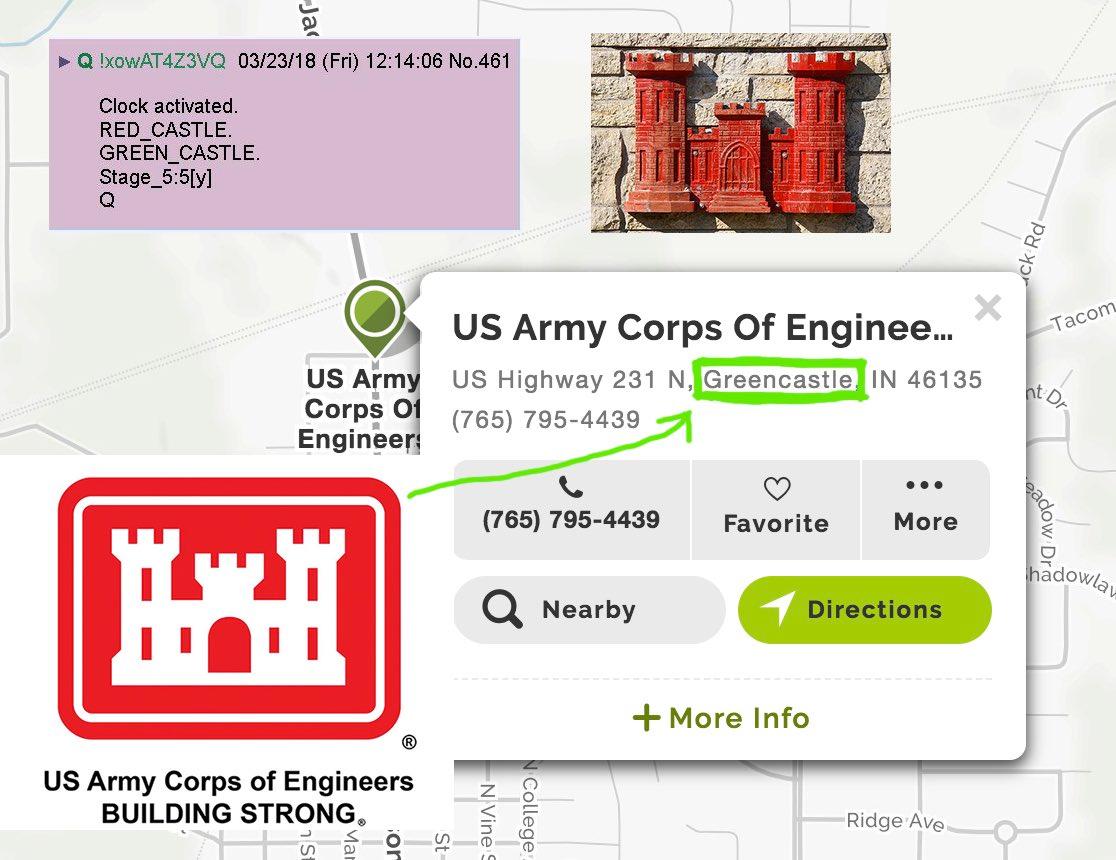 ▶ Q !xowAT4Z3VQ 03/23/18 (Fri) 12:14:06 No.461
Clock activated.
RED_CASTLE.
GREEN_CASTLE.
Stage_5:5[y]
Q
US Army Corps Of Enginee...
US Highway 231 N, Greencastle, IN 46135
(765) 795-4439
US Army
Corps Of
Engineers
(765) 795-4439
Favorite
More
Nearby
Directions
More Info
US Army Corps of Engineers
BUILDING STRONG®
®
Tacom
Ridge Ave
N Vine S
N College
St